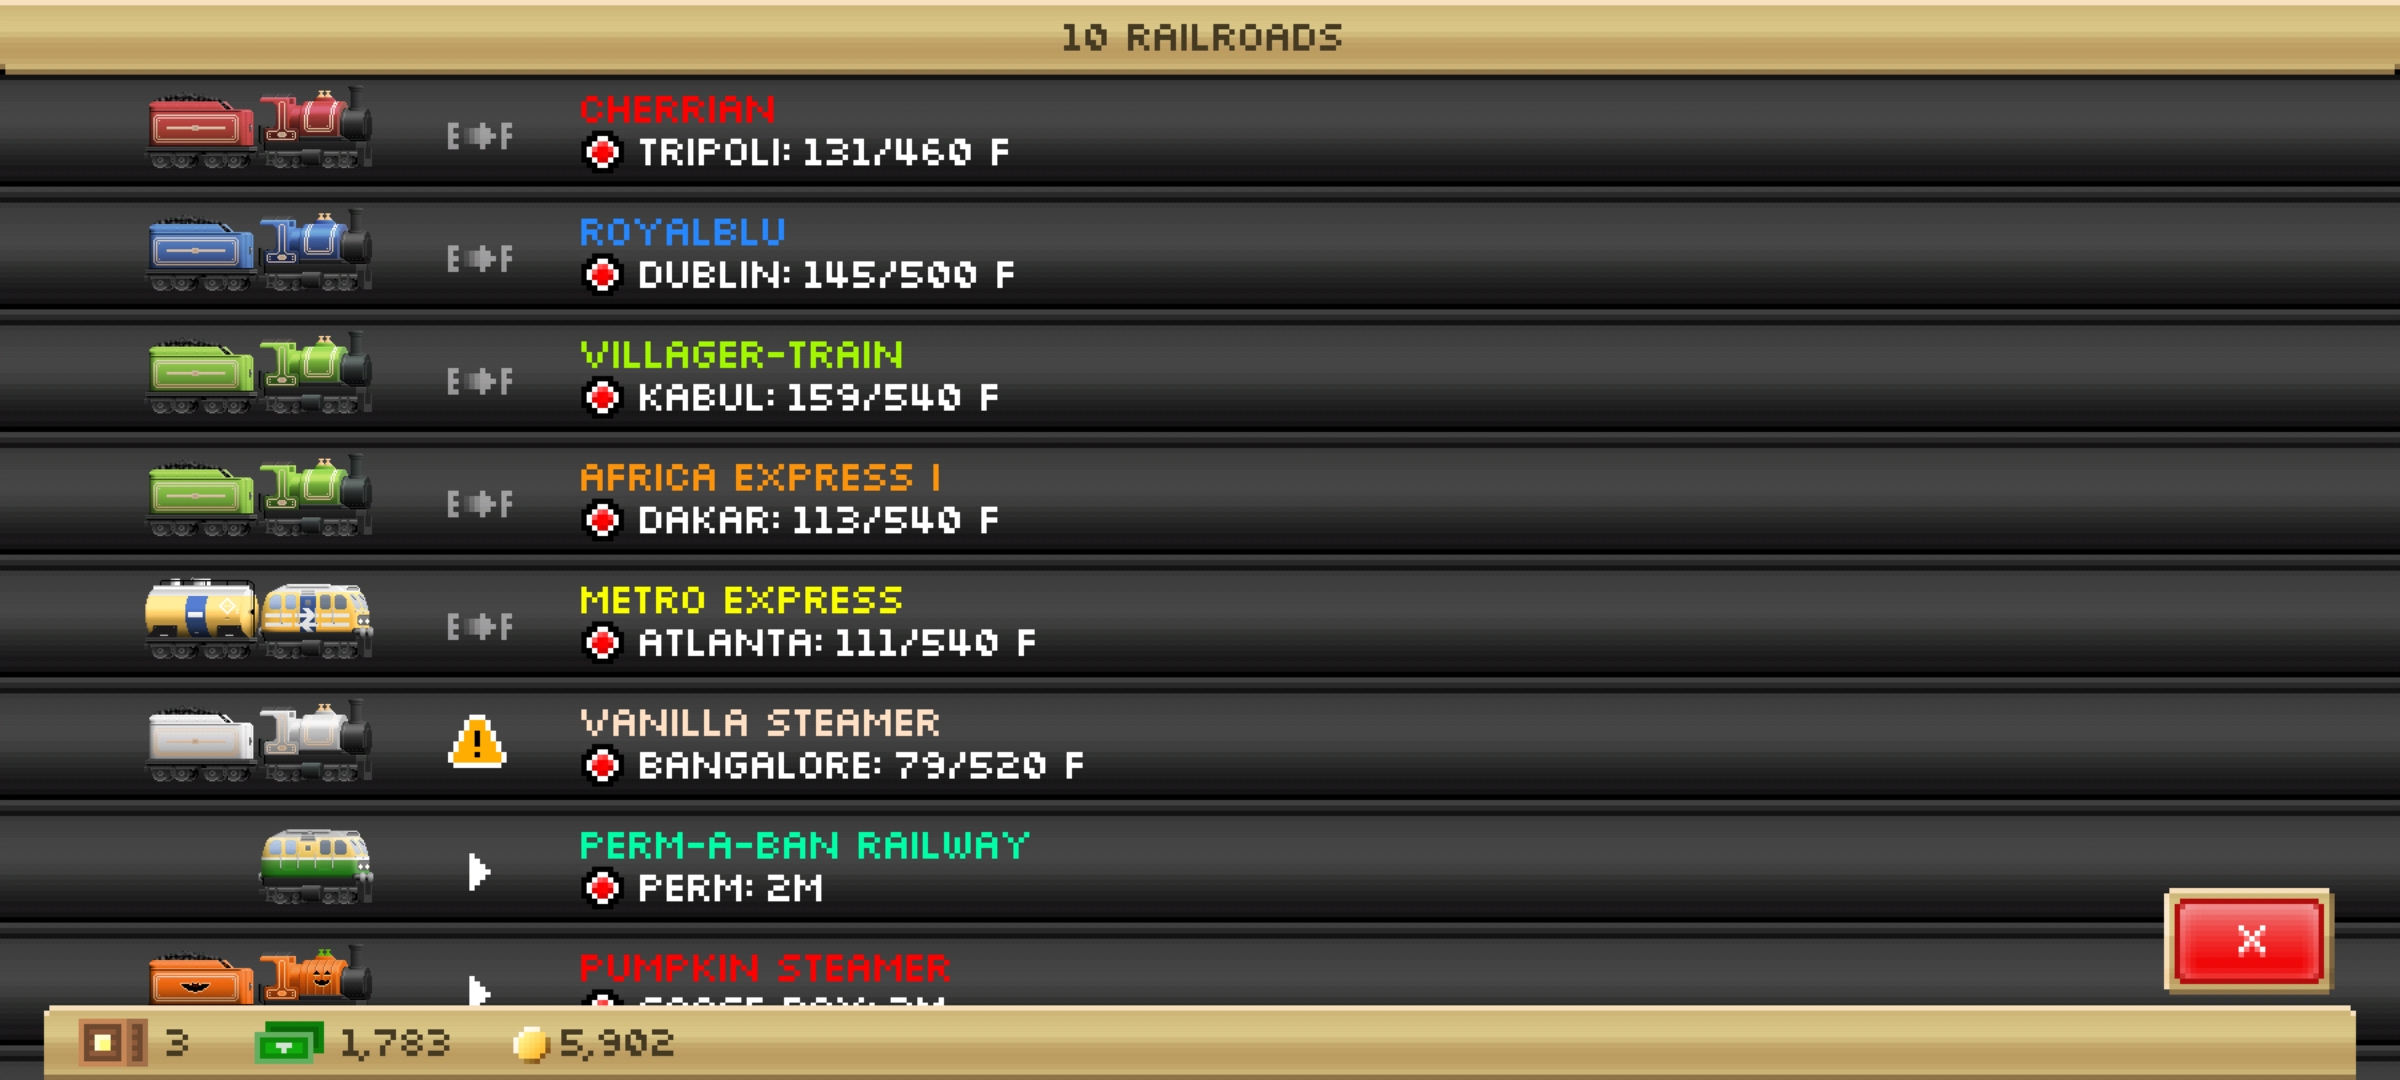 10 RAILROADS
CHERRIAN
E F
TRIPOLI: 131/460 F
ROYALBLU
E F
DUBLIN: 145/500 F
VILLAGER-TRAIN
E F
KABUL: 159/540 F
AFRICA EXPRESS I
E F
DAKAR: 113/540 F
METRO EXPRESS
E F
ATLANTA: 111/540 F
VANILLA STEAMER
!
BANGALORE: 79/520 F
PERM-A-BAN RAILWAY
PERM: 2M
PUMPKIN STEAMER
X
3 1,783 5,902